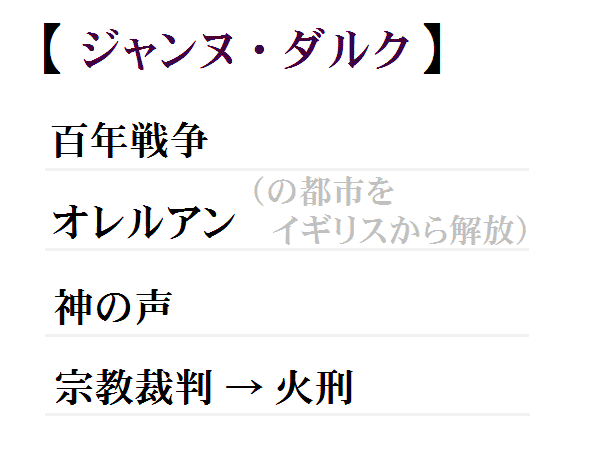 【 ジャンヌ・ダルク 】
百年戦争
オレルアン（の都市を
イギリスから解放）
神の声
宗教裁判 → 火刑